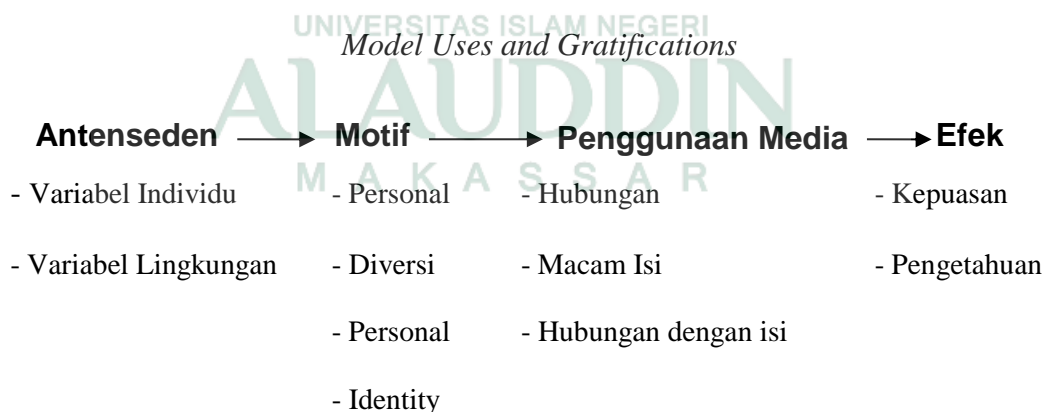 UNIVERSITAS ISLAM NEGERI
Model Uses and Gratifications
ALAUDDIN
Antenseden Motif Penggunaan Media Efek
MAKASSAR
- Variabel Individu - Personal - Hubungan - Kepuasan
- Variabel Lingkungan - Diversi - Macam Isi - Pengetahuan
- Personal - Hubungan dengan isi
- Identity